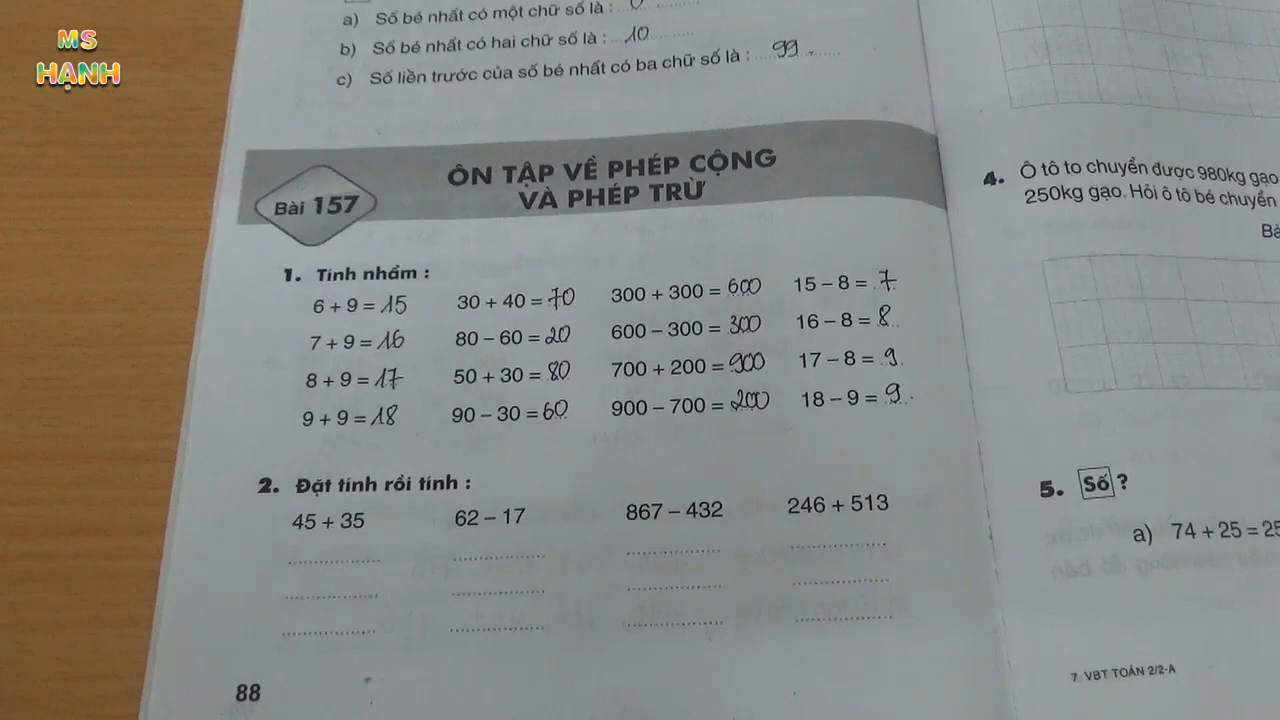 MS
HẠNH
a) Số bé nhất có một chữ số là : 0
b) Số bé nhất có hai chữ số là : 10
c) Số liền trước của số bé nhất có ba chữ số là : 99
Bài 157
ÔN TẬP VỀ PHÉP CỘNG
VÀ PHÉP TRỪ
1. Tính nhẩm :
6 + 9 = 15 30 + 40 = 70 300 + 300 = 600 15 – 8 = 7
7 + 9 = 16 80 – 60 = 20 600 – 300 = 300 16 – 8 = 8
8 + 9 = 17 50 + 30 = 80 700 + 200 = 900 17 – 8 = 9
9 + 9 = 18 90 – 30 = 60 900 – 700 = 200 18 – 9 = 9
2. Đặt tính rồi tính :
45 + 35 62 – 17 867 – 432 246 + 513
88
4. Ô tô to chuyển được 980kg gạo
250kg gạo. Hỏi ô tô bé chuyển
5. Số ?
a) 74 + 25 = 25
7. VBT TOÁN 2/2-A